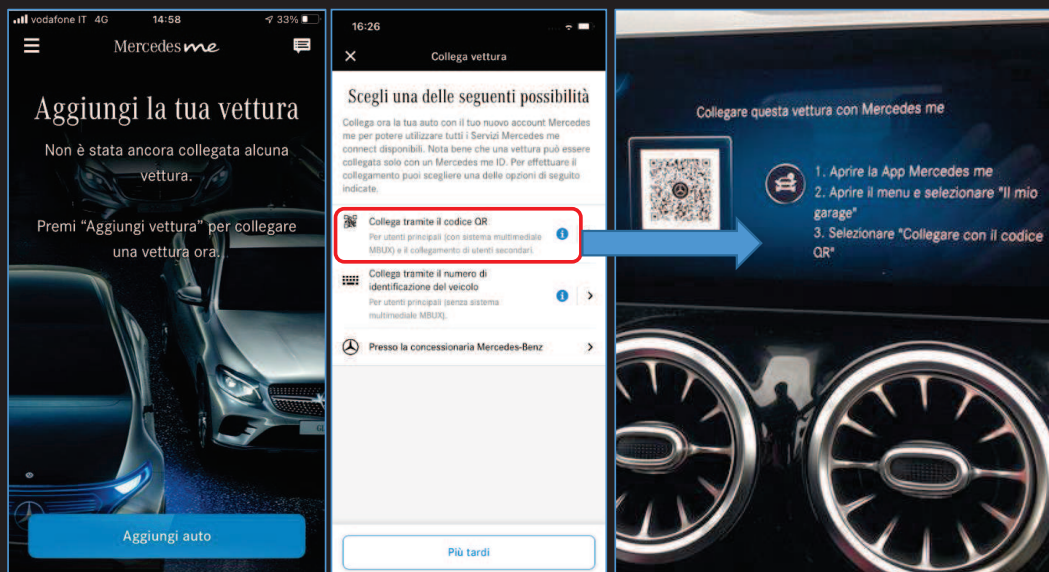 vodafone IT 4G 14:58 33%
Mercedes me
Aggiungi la tua vettura
Non è stata ancora collegata alcuna
vettura.
Premi “Aggiungi vettura” per collegare
una vettura ora.
Aggiungi auto
16:26
Collega vettura
Scegli una delle seguenti possibilità
Collega ora la tua auto con il tuo nuovo account Mercedes
me per potere utilizzare tutti i Servizi Mercedes me
connect disponibili. Nota bene che una vettura può essere
collegata solo con un Mercedes me ID. Per effettuare il
collegamento puoi scegliere una delle opzioni di seguito
indicate.
Collega tramite il codice QR
Per utenti principali (con sistema multimediale
MBUX) e il collegamento di utenti secondari.
Collega tramite il numero di
identificazione del veicolo
Per utenti principali (senza sistema
multimediale MBUX).
Presso la concessionaria Mercedes-Benz
Più tardi
Collegare questa vettura con Mercedes me
1. Aprire la App Mercedes me
2. Aprire il menu e selezionare "Il mio
garage"
3. Selezionare "Collegare con il codice
QR"